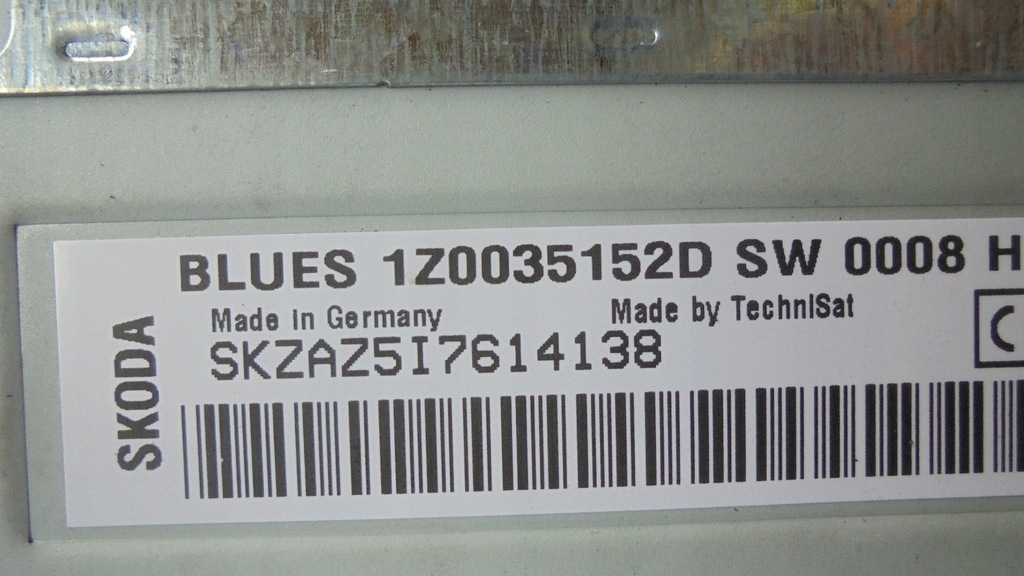 BLUES 1Z0035152D SW 0008 H
Made in Germany Made by TechniSat
SKZAZ5I7614138
SKODA